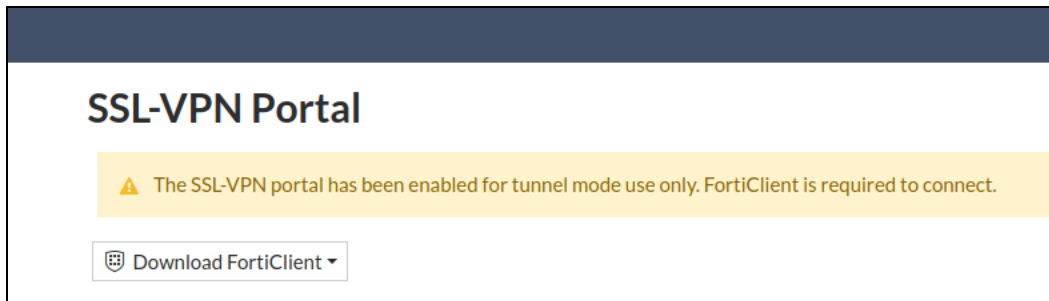 SSL-VPN Portal
The SSL-VPN portal has been enabled for tunnel mode use only. FortiClient is required to connect.
Download FortiClient